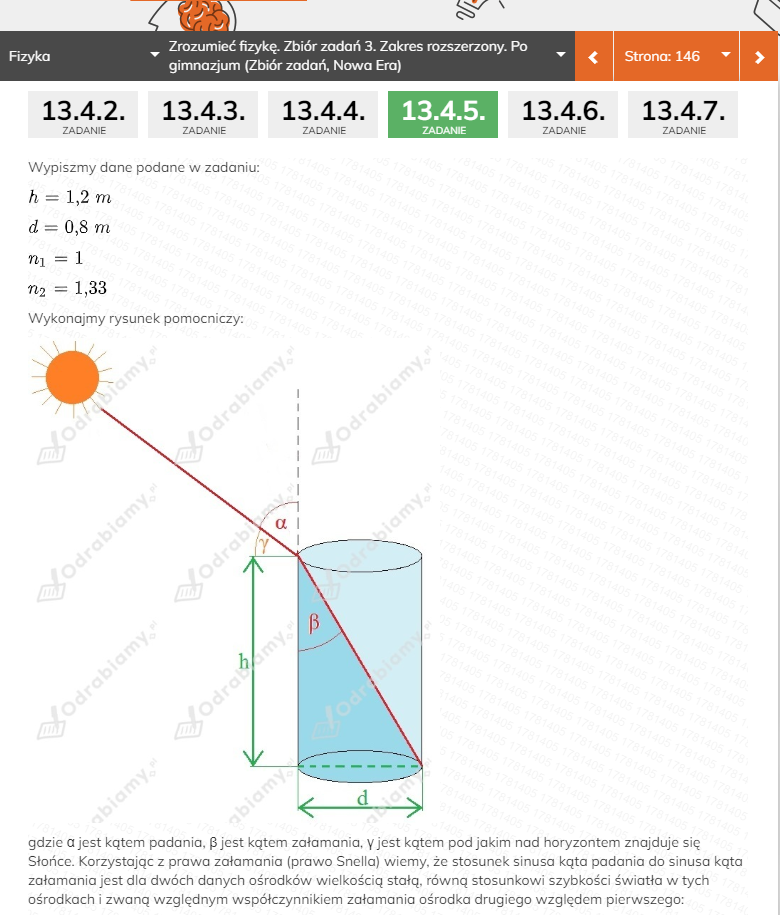 Fizyka
Zrozumieć fizykę. Zbiór zadań 3. Zakres rozszerzony. Po
gimnazjum (Zbiór zadań, Nowa Era)
Strona: 146
13.4.2.
ZADANIE
13.4.3.
ZADANIE
13.4.4.
ZADANIE
13.4.5.
ZADANIE
13.4.6.
ZADANIE
13.4.7.
ZADANIE
Wypiszmy dane podane w zadaniu:
h = 1,2 m
d = 0,8 m
n₁ = 1
n₂ = 1,33
Wykonajmy rysunek pomocniczy:
α
γ
β
h
d
gdzie α jest kątem padania, β jest kątem załamania, γ jest kątem pod jakim nad horyzontem znajduje się
Słońce. Korzystając z prawa załamania (prawo Snella) wiemy, że stosunek sinusa kąta padania do sinusa kąta
załamania jest dla dwóch danych ośrodków wielkością stałą, równą stosunkowi szybkości światła w tych
ośrodkach i zwaną względnym współczynnikiem załamania ośrodka drugiego względem pierwszego: